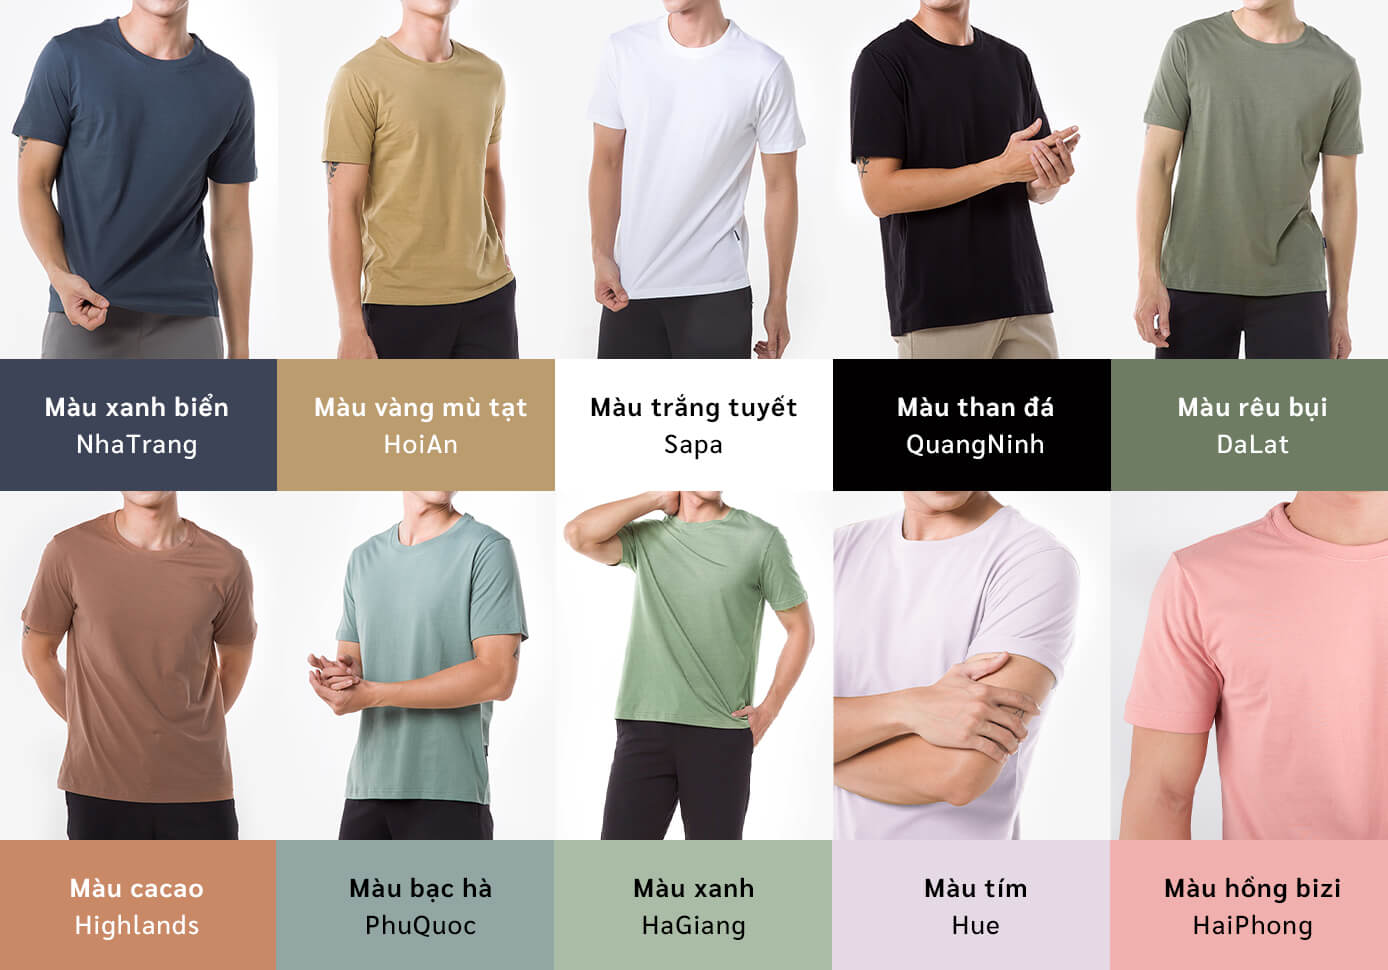 Màu xanh biển
NhaTrang
Màu vàng mù tạt
HoiAn
Màu trắng tuyết
Sapa
Màu than đá
QuangNinh
Màu rêu bụi
DaLat
Màu cacao
Highlands
Màu bạc hà
PhuQuoc
Màu xanh
HaGiang
Màu tím
Hue
Màu hồng bizi
HaiPhong